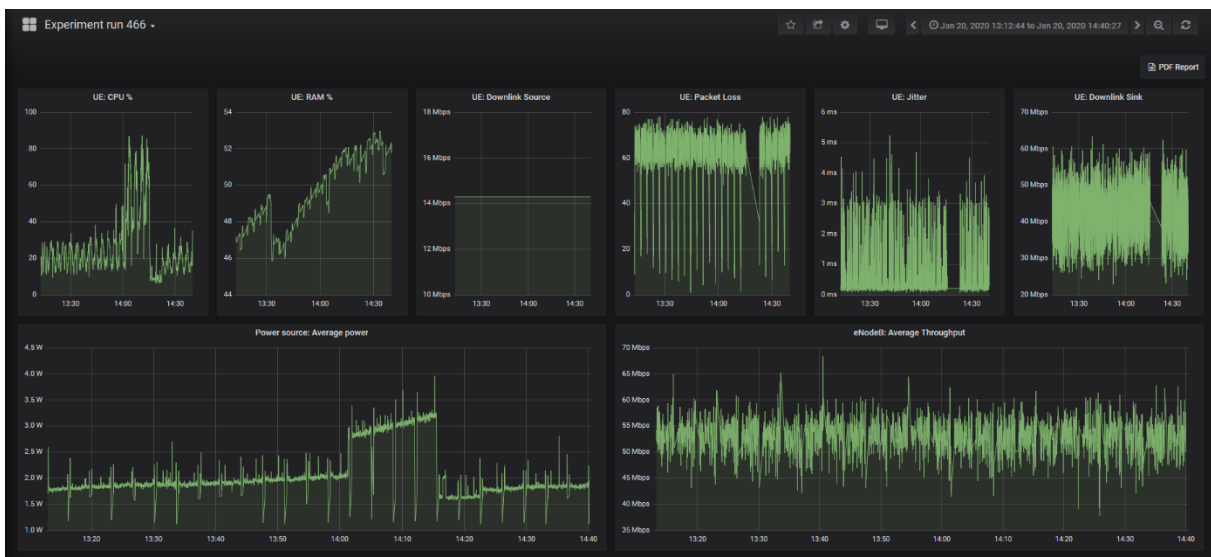 Experiment run 466
Jan 20, 2020 13:12:44 to Jan 20, 2020 14:40:27
PDF Report
UE: CPU %
100
80
60
40
20
0
13:30 14:00 14:30
UE: RAM %
54
52
50
48
46
44
13:30 14:00 14:30
UE: Downlink Source
18 Mbps
16 Mbps
14 Mbps
12 Mbps
10 Mbps
13:30 14:00 14:30
UE: Packet Loss
80
60
40
20
0
13:30 14:00 14:30
UE: Jitter
6 ms
5 ms
4 ms
3 ms
2 ms
1 ms
0 ms
13:30 14:00 14:30
UE: Downlink Sink
70 Mbps
60 Mbps
50 Mbps
40 Mbps
30 Mbps
20 Mbps
13:30 14:00 14:30
Power source: Average power
4.5 W
4.0 W
3.5 W
3.0 W
2.5 W
2.0 W
1.5 W
1.0 W
13:20 13:30 13:40 13:50 14:00 14:10 14:20 14:30 14:40
eNodeB: Average Throughput
70 Mbps
65 Mbps
60 Mbps
55 Mbps
50 Mbps
45 Mbps
40 Mbps
35 Mbps
13:20 13:30 13:40 13:50 14:00 14:10 14:20 14:30 14:40